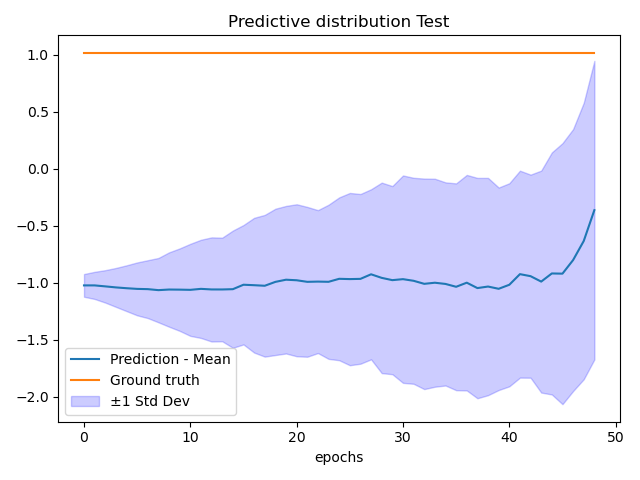 Predictive distribution Test
1.0
0.5
0.0
−0.5
−1.0
−1.5
−2.0
Prediction - Mean
Ground truth
±1 Std Dev
0 10 20 30 40 50
epochs